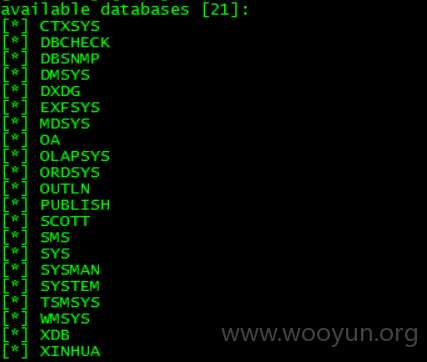 available databases [21]:
[*] CTXSYS
[*] DBCHECK
[*] DBSNMP
[*] DMSYS
[*] DXDG
[*] EXFSYS
[*] MDSYS
[*] OA
[*] OLAPSYS
[*] ORDSYS
[*] OUTLN
[*] PUBLISH
[*] SCOTT
[*] SMS
[*] SYS
[*] SYSMAN
[*] SYSTEM
[*] TSMSYS
[*] WMSYS
[*] XDB
[*] XINHUA
www.wooyun.org